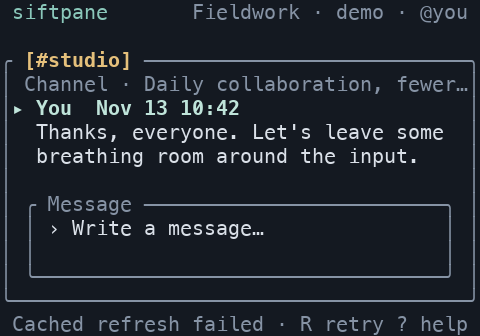 siftpane Fieldwork · demo · @you
[#studio]
Channel · Daily collaboration, fewer…
▸ You Nov 13 10:42
Thanks, everyone. Let's leave some
breathing room around the input.
Message
› Write a message…
Cached refresh failed · R retry ? help